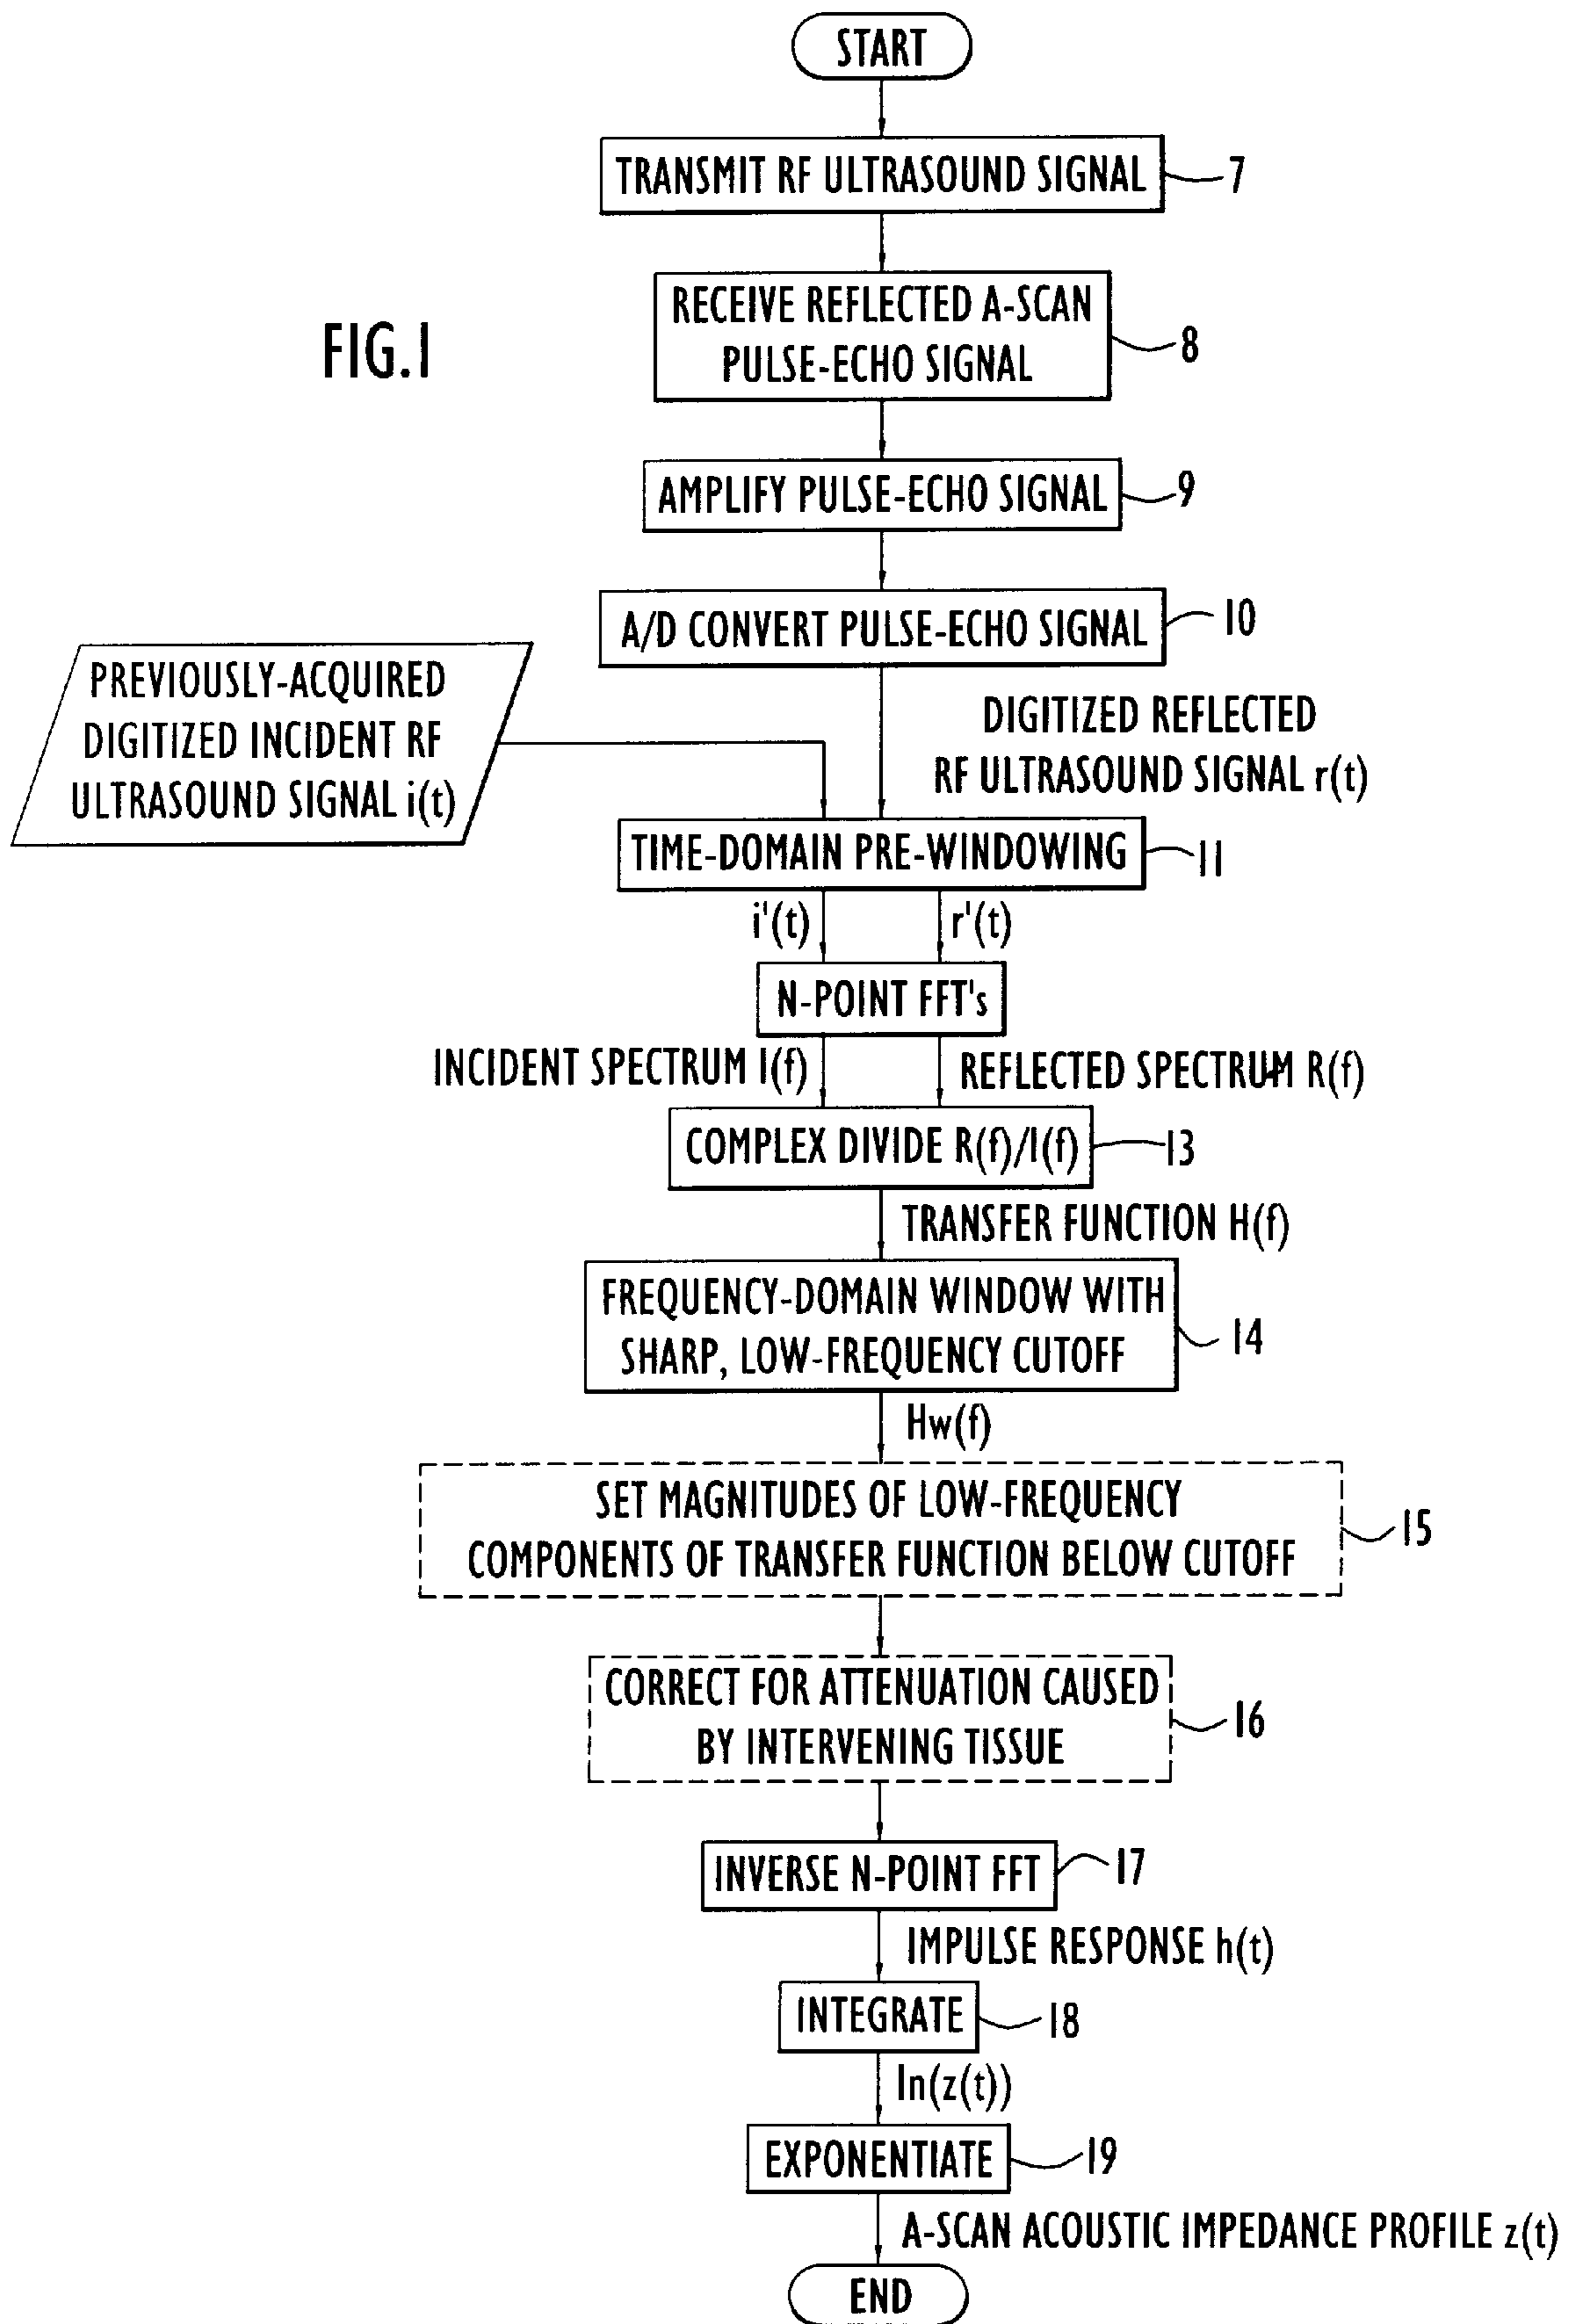 START
TRANSMIT RF ULTRASOUND SIGNAL
7
RECEIVE REFLECTED A-SCAN
PULSE-ECHO SIGNAL
8
FIG.1
AMPLIFY PULSE-ECHO SIGNAL
9
A/D CONVERT PULSE-ECHO SIGNAL
10
PREVIOUSLY-ACQUIRED
DIGITIZED INCIDENT RF
ULTRASOUND SIGNAL i(t)
DIGITIZED REFLECTED
RF ULTRASOUND SIGNAL r(t)
TIME-DOMAIN PRE-WINDOWING
11
i'(t)
r'(t)
N-POINT FFT's
INCIDENT SPECTRUM I(f)
REFLECTED SPECTRUM R(f)
COMPLEX DIVIDE R(f)/I(f)
13
TRANSFER FUNCTION H(f)
FREQUENCY-DOMAIN WINDOW WITH
SHARP, LOW-FREQUENCY CUTOFF
14
Hw(f)
SET MAGNITUDES OF LOW-FREQUENCY
COMPONENTS OF TRANSFER FUNCTION BELOW CUTOFF
15
CORRECT FOR ATTENUATION CAUSED
BY INTERVENING TISSUE
16
INVERSE N-POINT FFT
17
IMPULSE RESPONSE h(t)
INTEGRATE
18
ln(z(t))
EXPONENTIATE
19
A-SCAN ACOUSTIC IMPEDANCE PROFILE z(t)
END